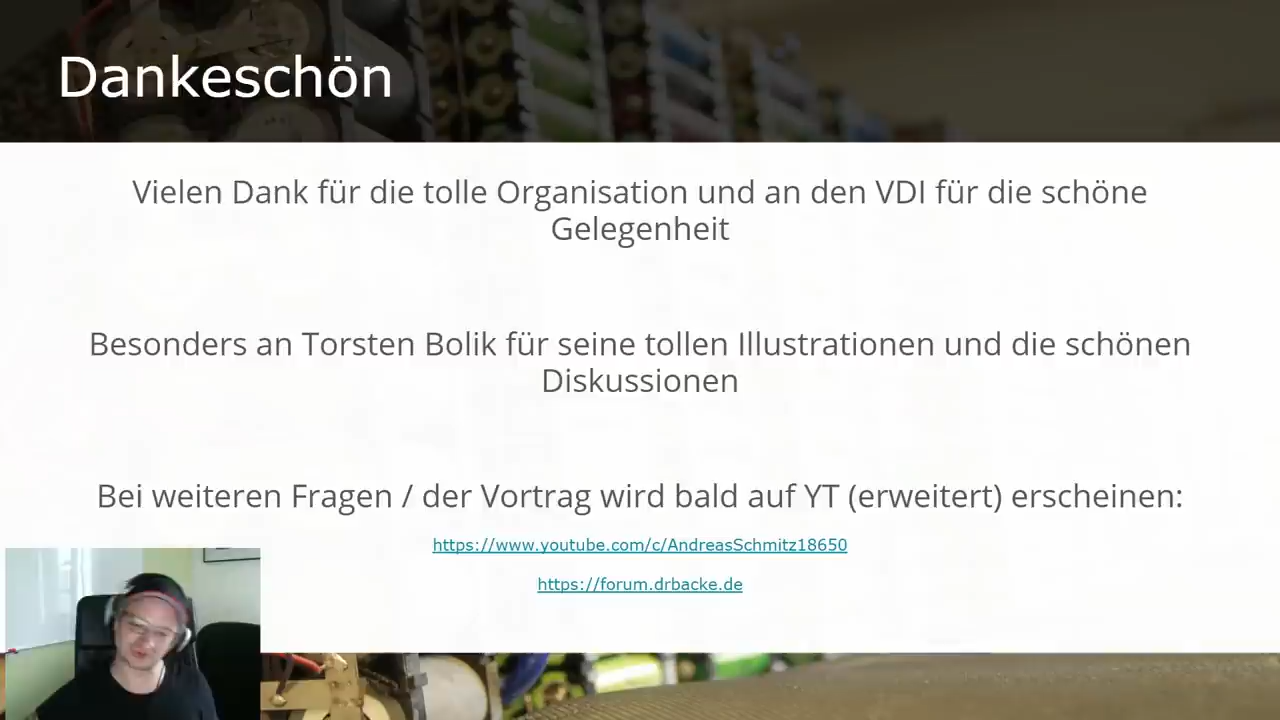 Dankeschön
Vielen Dank für die tolle Organisation und an den VDI für die schöne
Gelegenheit
Besonders an Torsten Bolik für seine tollen Illustrationen und die schönen
Diskussionen
Bei weiteren Fragen / der Vortrag wird bald auf YT (erweitert) erscheinen:
https://www.youtube.com/c/AndreasSchmitz18650
https://forum.drbacke.de